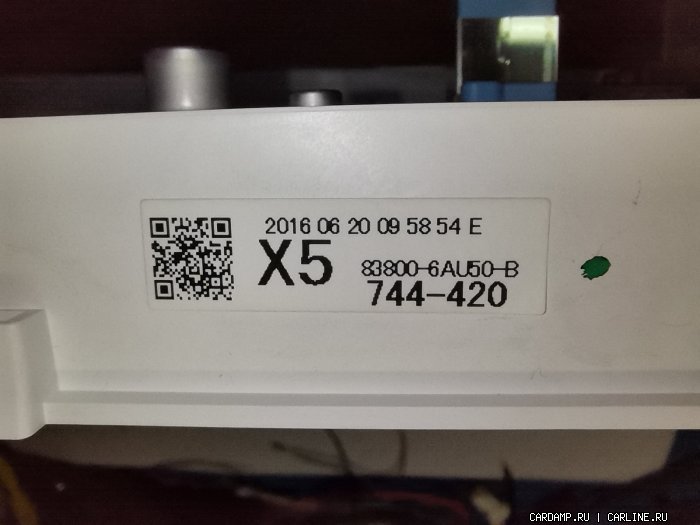 2016 06 20 09 58 54 E
X5
83800-6AU50-B
744-420
CARDAMP.RU | CARLINE.RU